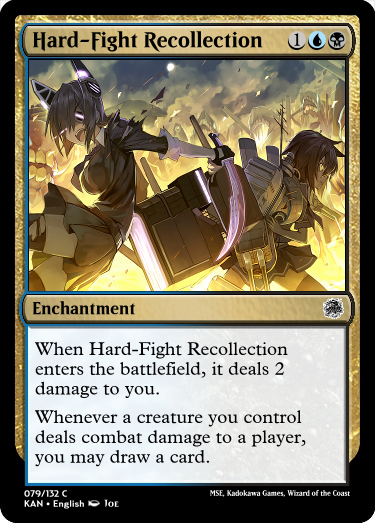 Hard-Fight Recollection 1
Enchantment
When Hard-Fight Recollection
enters the battlefield, it deals 2
damage to you.
Whenever a creature you control
deals combat damage to a player,
you may draw a card.
079/132 C
KAN • English JOE
MSE, Kadokawa Games, Wizard of the Coast